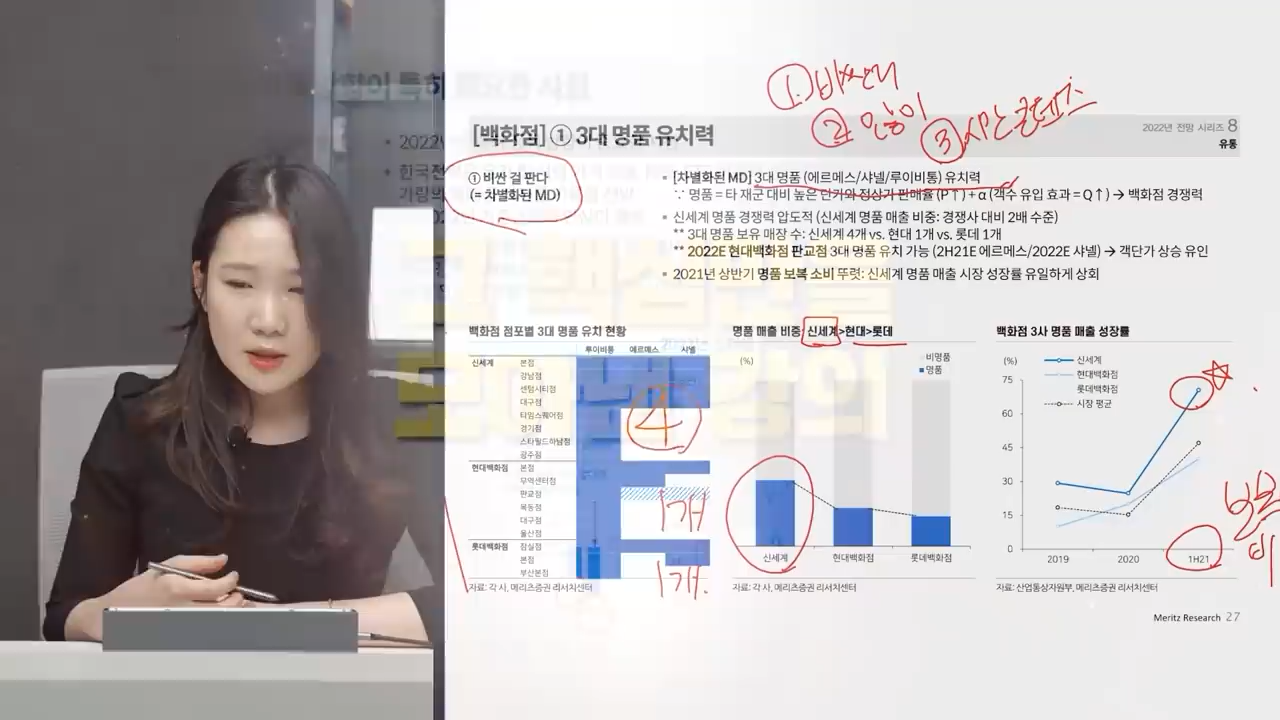 ① 비싼거
② 많이
[백화점] ① 3대 명품 유치력
2022년 전망 시리즈 8
유통
① 비싼 걸 판다
(= 차별화된 MD)
[차별화된 MD] 3대 명품 (에르메스/샤넬/루이비통) 유치력
∵ 명품 = 타 재군 대비 높은 단가와 정상가 판매율 (P↑) + α (객수 유입 효과 = Q↑) → 백화점 경쟁력
신세계 명품 경쟁력 압도적 (신세계 명품 매출 비중: 경쟁사 대비 2배 수준)
** 3대 명품 보유 매장 수: 신세계 4개 vs. 현대 1개 vs. 롯데 1개
** 2022E 현대백화점 판교점 3대 명품 유치 가능 (2H21E 에르메스/2022E 샤넬) → 객단가 상승 유인
2021년 상반기 명품 보복 소비 뚜렷: 신세계 명품 매출 시장 성장률 유일하게 상회
백화점 점포별 3대 명품 유치 현황
루이비통 에르메스 샤넬
신세계 본점
강남점
센텀시티점
대구점
타임스퀘어점
경기점
스타필드하남점
광주점
현대백화점 본점
무역센터점
판교점
목동점
대구점
울산점
롯데백화점 잠실점
본점
부산본점
4
1개
1개.
자료: 각 사, 메리츠증권 리서치센터
명품 매출 비중: 신세계>현대>롯데
(%)
비명품
명품
신세계 현대백화점 롯데백화점
자료: 각 사, 메리츠증권 리서치센터
백화점 3사 명품 매출 성장률
(%)
신세계
현대백화점
롯데백화점
시장 평균
75
60
45
30
15
0
2019 2020 1H21
자료: 산업통상자원부, 메리츠증권 리서치센터
Meritz Research 27